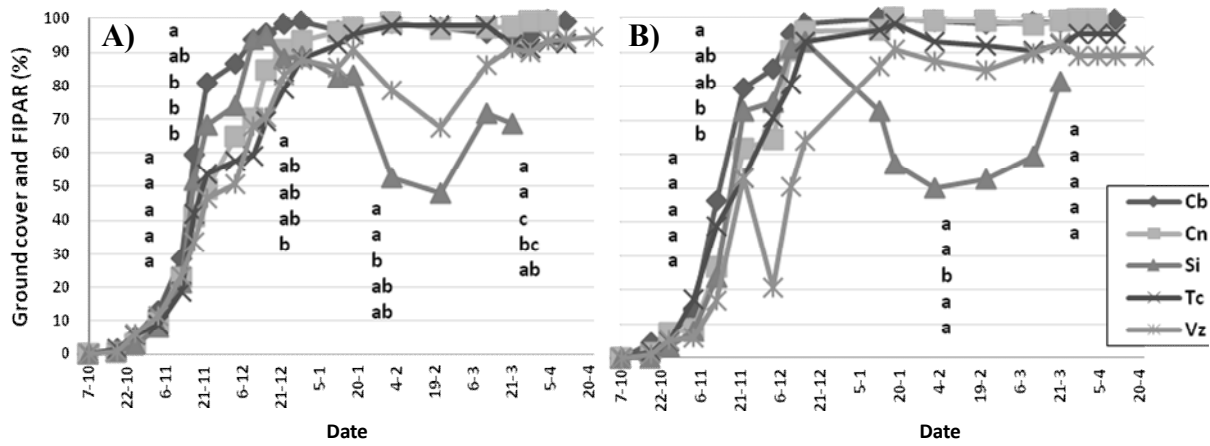 Ground cover and FIPAR (%)
100
90
80
70
60
50
40
30
20
10
0
A)
a
ab
b
b
b
a
a
a
a
a
a
ab
ab
ab
b
a
a
b
ab
ab
a
a
c
bc
ab
7-10
22-10
6-11
21-11
6-12
21-12
5-1
20-1
4-2
19-2
6-3
21-3
5-4
20-4
Date
B)
a
ab
ab
b
b
a
a
a
a
a
a
a
b
a
a
a
a
a
a
a
7-10
22-10
6-11
21-11
6-12
21-12
5-1
20-1
4-2
19-2
6-3
21-3
5-4
20-4
Date
Cb
Cn
Si
Tc
Vz